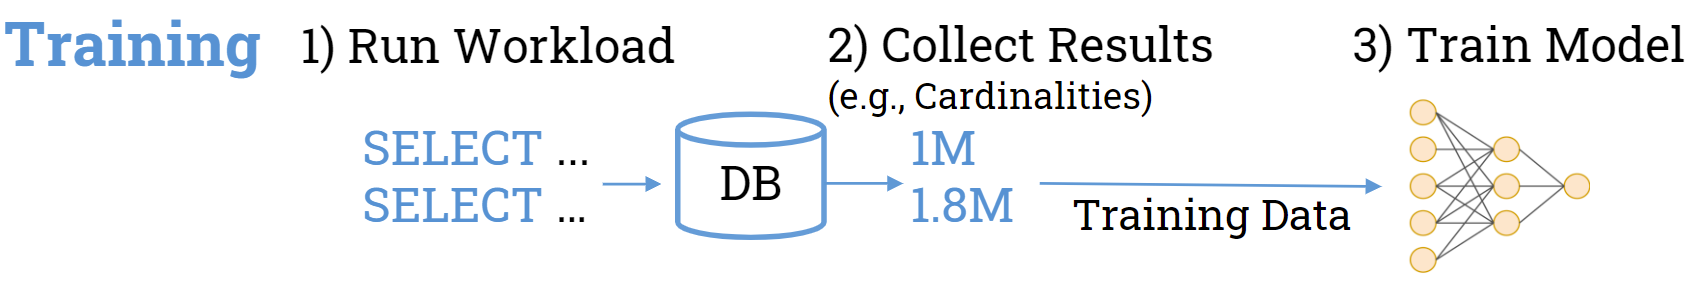 Training
1) Run Workload
2) Collect Results
(e.g., Cardinalities)
3) Train Model
SELECT ...
SELECT ...
DB
1M
1.8M
Training Data